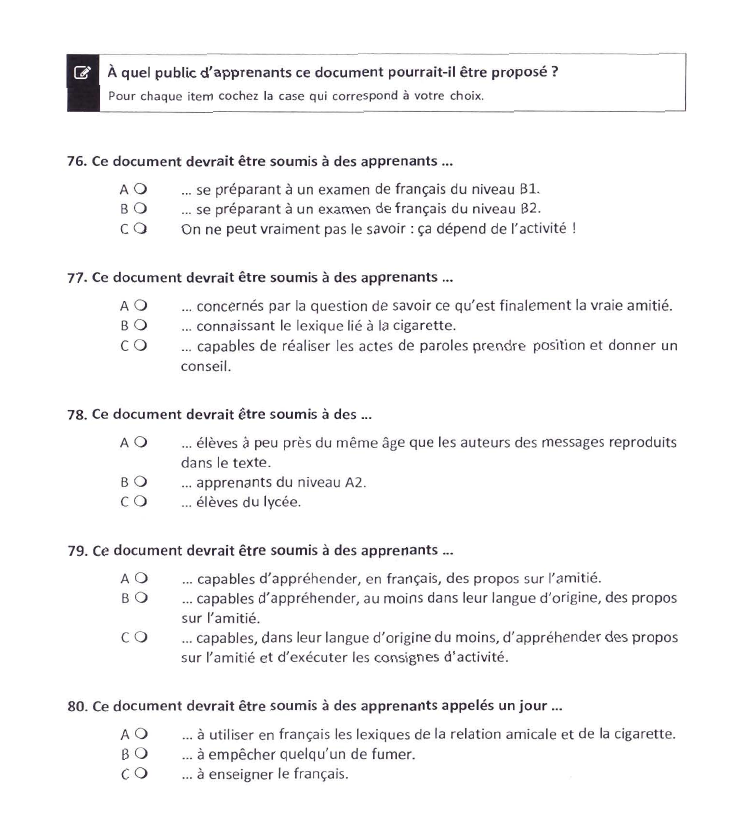 À quel public d'apprenants ce document pourrait-il être proposé ?
Pour chaque item cochez la case qui correspond à votre choix.
76. Ce document devrait être soumis à des apprenants ...
A ... se préparant à un examen de français du niveau B1.
B ... se préparant à un examen de français du niveau B2.
C On ne peut vraiment pas le savoir : ça dépend de l'activité !
77. Ce document devrait être soumis à des apprenants ...
A ... concernés par la question de savoir ce qu'est finalement la vraie amitié.
B ... connaissant le lexique lié à la cigarette.
C ... capables de réaliser les actes de paroles prendre position et donner un
conseil.
78. Ce document devrait être soumis à des ...
A ... élèves à peu près du même âge que les auteurs des messages reproduits
dans le texte.
B ... apprenants du niveau A2.
C ... élèves du lycée.
79. Ce document devrait être soumis à des apprenants ...
A ... capables d'appréhender, en français, des propos sur l'amitié.
B ... capables d'appréhender, au moins dans leur langue d'origine, des propos
sur l'amitié.
C ... capables, dans leur langue d'origine du moins, d'appréhender des propos
sur l'amitié et d'exécuter les consignes d'activité.
80. Ce document devrait être soumis à des apprenants appelés un jour ...
A ... à utiliser en français les lexiques de la relation amicale et de la cigarette.
B ... à empêcher quelqu'un de fumer.
C ... à enseigner le français.